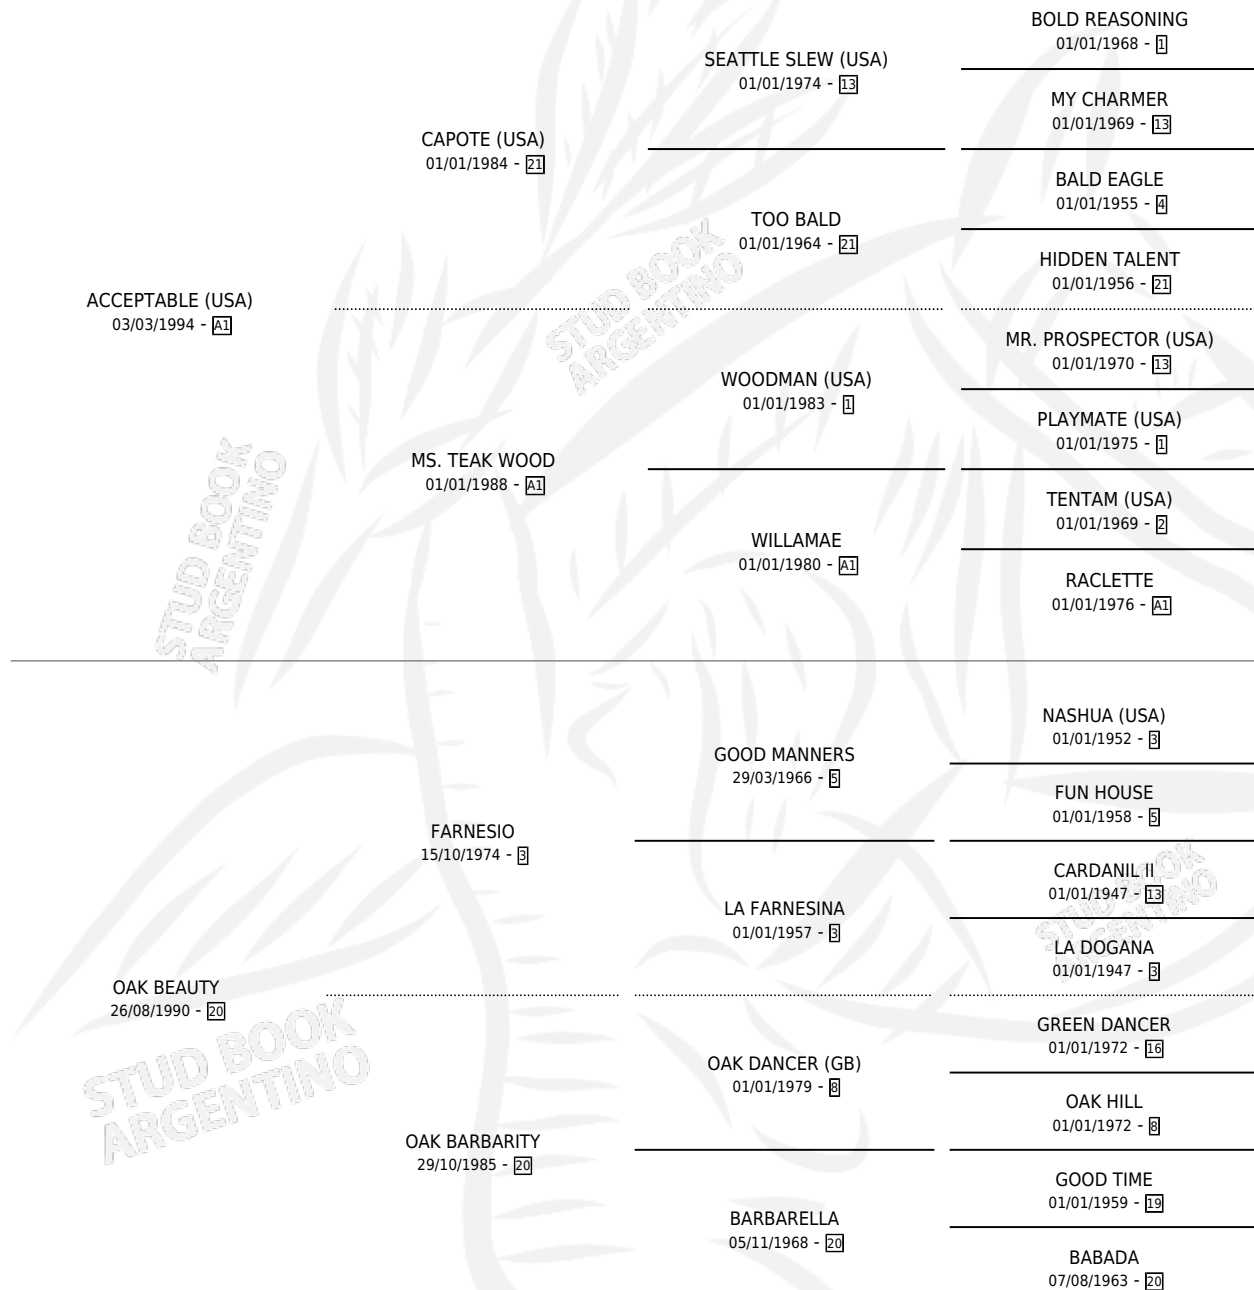 BOLD REASONING
01/01/1968 - 1
SEATTLE SLEW (USA)
01/01/1974 - 13
MY CHARMER
01/01/1969 - 13
CAPOTE (USA)
01/01/1984 - 21
BALD EAGLE
01/01/1955 - 4
TOO BALD
01/01/1964 - 21
HIDDEN TALENT
01/01/1956 - 21
ACCEPTABLE (USA)
03/03/1994 - A1
MR. PROSPECTOR (USA)
01/01/1970 - 13
WOODMAN (USA)
01/01/1983 - 1
PLAYMATE (USA)
01/01/1975 - 1
MS. TEAK WOOD
01/01/1988 - A1
TENTAM (USA)
01/01/1969 - 2
WILLAMAE
01/01/1980 - A1
RACLETTE
01/01/1976 - A1
NASHUA (USA)
01/01/1952 - 3
GOOD MANNERS
29/03/1966 - 5
FUN HOUSE
01/01/1958 - 5
FARNESIO
15/10/1974 - 3
CARDANIL II
01/01/1947 - 13
LA FARNESINA
01/01/1957 - 3
LA DOGANA
01/01/1947 - 3
OAK BEAUTY
26/08/1990 - 20
GREEN DANCER
01/01/1972 - 16
OAK DANCER (GB)
01/01/1979 - 8
OAK HILL
01/01/1972 - 8
OAK BARBARITY
29/10/1985 - 20
GOOD TIME
01/01/1959 - 19
BARBARELLA
05/11/1968 - 20
BABADA
07/08/1963 - 20
STUD BOOK
ARGENTINO
STUD BOOK
ARGENTINO
STUD BOOK
ARGENTINO
STUD BOOK
ARGENTINO